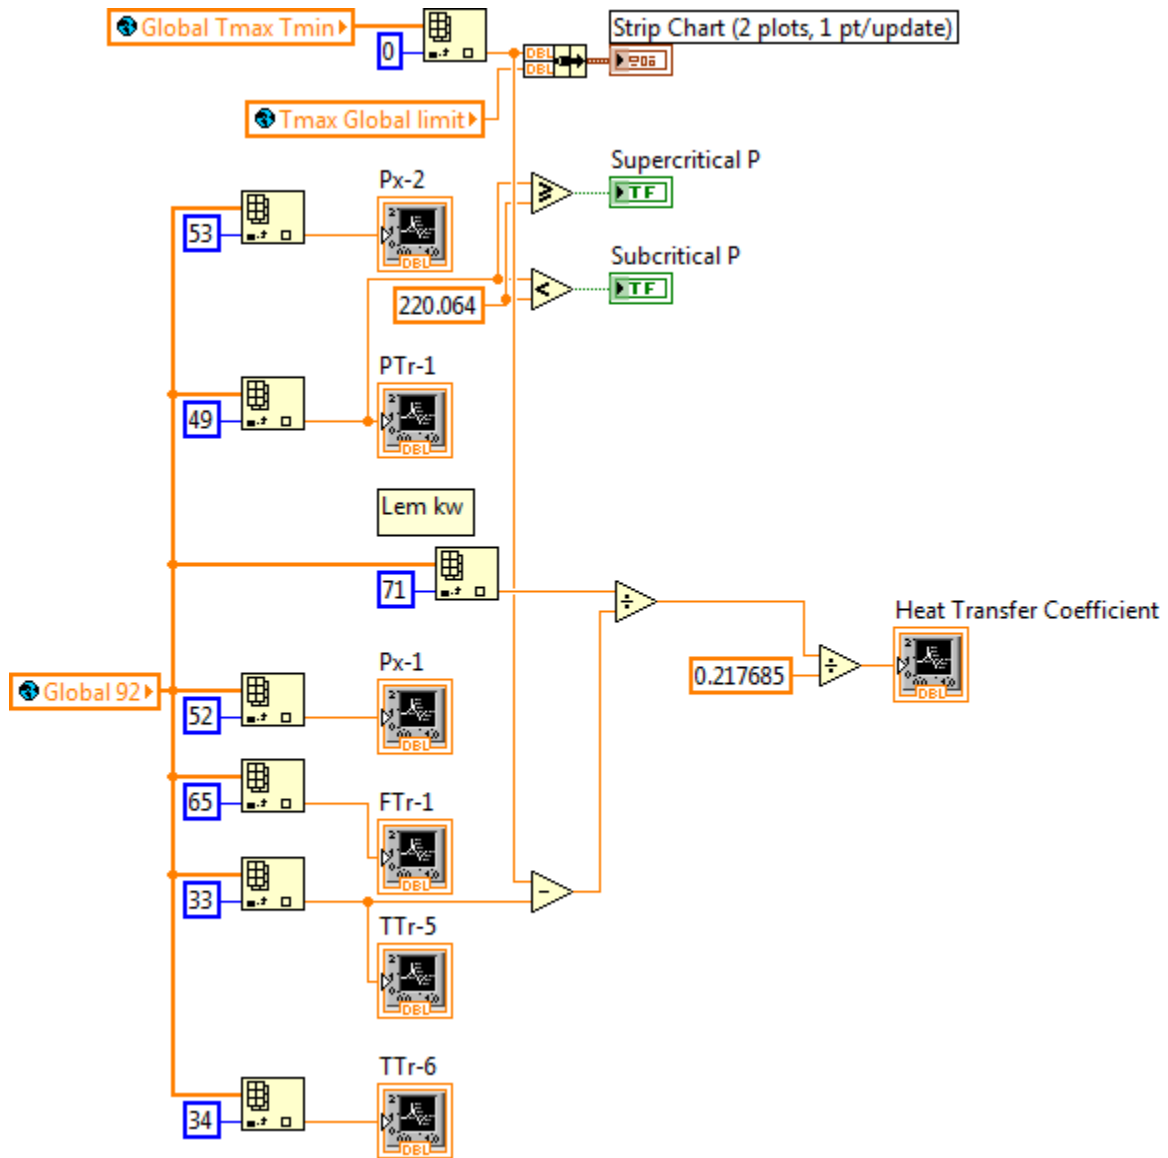 Global Tmax Tmin
0
DBL
DBL
Strip Chart (2 plots, 1 pt/update)
Tmax Global limit
Supercritical P
TF
Px-2
53
DBL
Subcritical P
TF
220.064
PTr-1
49
DBL
Lem kw
71
Heat Transfer Coefficient
0.217685
DBL
Px-1
Global 92
52
DBL
65
FTr-1
DBL
33
TTr-5
DBL
TTr-6
34
DBL